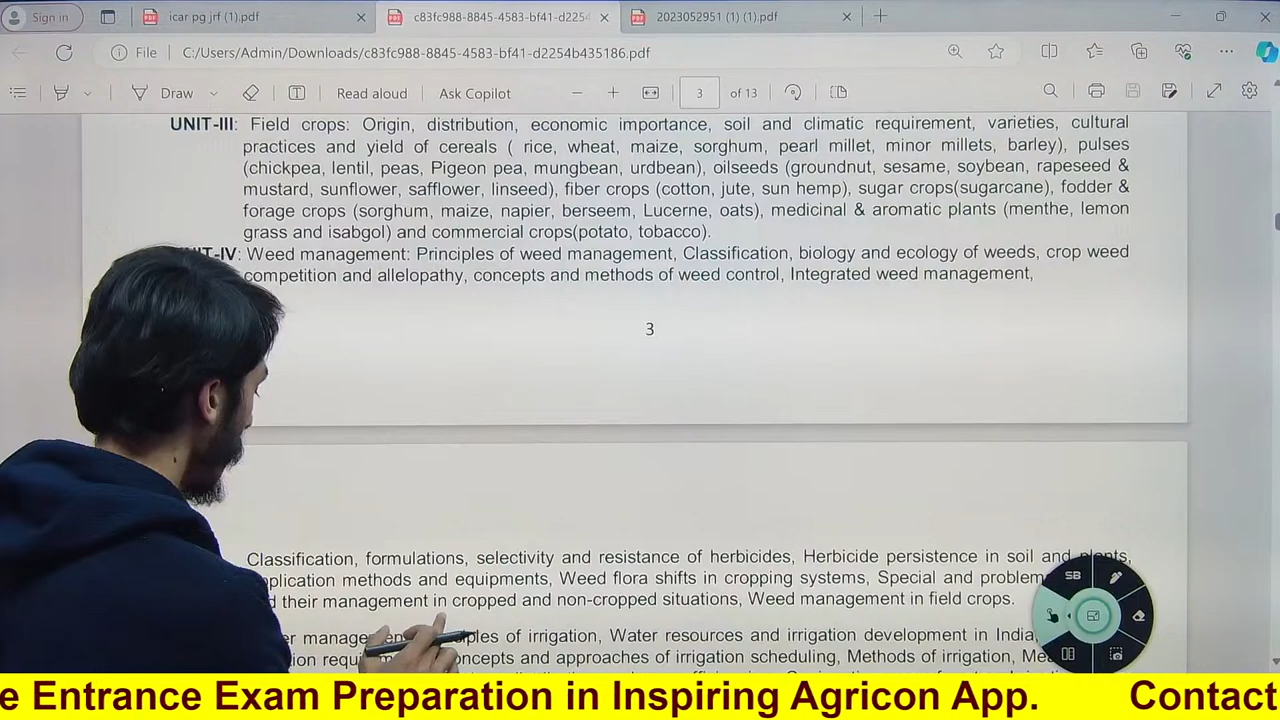 Sign in
icar pg jrf (1).pdf
c83fc988-8845-4583-bf41-d2254
2023052951 (1) (1).pdf
File
C:/Users/Admin/Downloads/c83fc988-8845-4583-bf41-d2254b435186.pdf
Draw
Read aloud
Ask Copilot
3 of 13
UNIT-III: Field crops: Origin, distribution, economic importance, soil and climatic requirement, varieties, cultural
practices and yield of cereals ( rice, wheat, maize, sorghum, pearl millet, minor millets, barley), pulses
(chickpea, lentil, peas, Pigeon pea, mungbean, urdbean), oilseeds (groundnut, sesame, soybean, rapeseed &
mustard, sunflower, safflower, linseed), fiber crops (cotton, jute, sun hemp), sugar crops(sugarcane), fodder &
forage crops (sorghum, maize, napier, berseem, Lucerne, oats), medicinal & aromatic plants (menthe, lemon
grass and isabgol) and commercial crops(potato, tobacco).
UNIT-IV: Weed management: Principles of weed management, Classification, biology and ecology of weeds, crop weed
competition and allelopathy, concepts and methods of weed control, Integrated weed management,
3
Classification, formulations, selectivity and resistance of herbicides, Herbicide persistence in soil and plants,
application methods and equipments, Weed flora shifts in cropping systems, Special and problem
their management in cropped and non-cropped situations, Weed management in field crops.
of irrigation, Water resources and irrigation development in India,
concepts and approaches of irrigation scheduling, Methods of irrigation,
SB
e Entrance Exam Preparation in Inspiring Agricon App. Contact